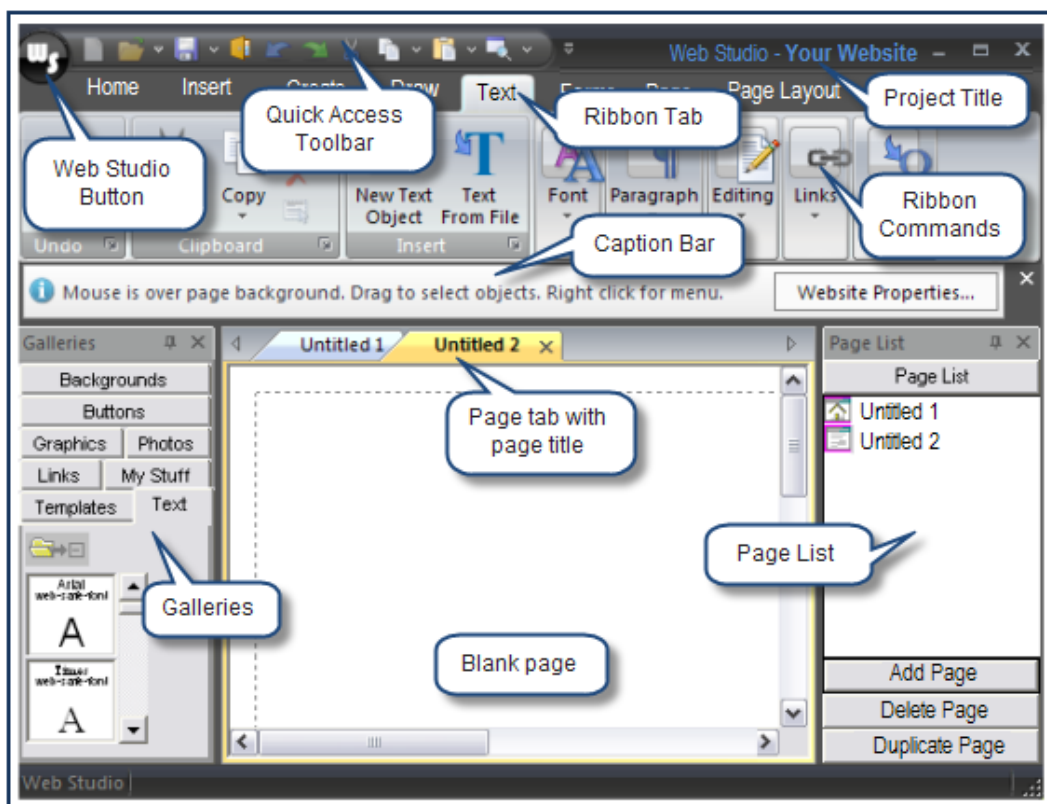 Web Studio - Your Website
Home Insert Create Draw Text Forms Page Page Layout
Quick Access
Toolbar
Ribbon Tab
Project Title
Web Studio
Button
Copy
New Text
Object
Text
From File
Font
Paragraph
Editing
Links
Ribbon
Commands
Undo
Clipboard
Insert
Caption Bar
Mouse is over page background. Drag to select objects. Right click for menu.
Website Properties...
Galleries
Backgrounds
Buttons
Graphics Photos
Links My Stuff
Templates Text
Arial
web-safe-font
A
Times
web-safe-font
A
Galleries
Untitled 1 Untitled 2
Page tab with
page title
Blank page
Page List
Page List
Untitled 1
Untitled 2
Page List
Add Page
Delete Page
Duplicate Page
Web Studio